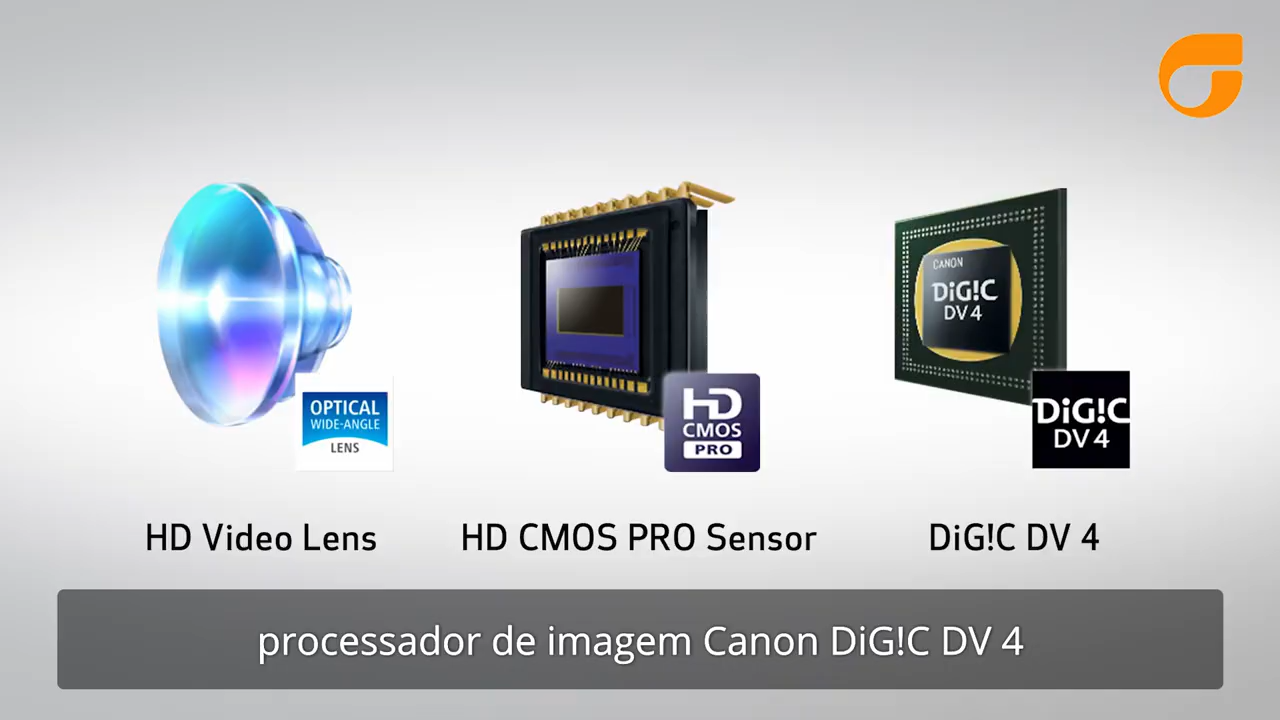 OPTICAL
WIDE-ANGLE
LENS
HD
CMOS
PRO
CANON
DiG!C
DV 4
DiG!C
DV 4
HD Video Lens
HD CMOS PRO Sensor
DiG!C DV 4
processador de imagem Canon DiG!C DV 4